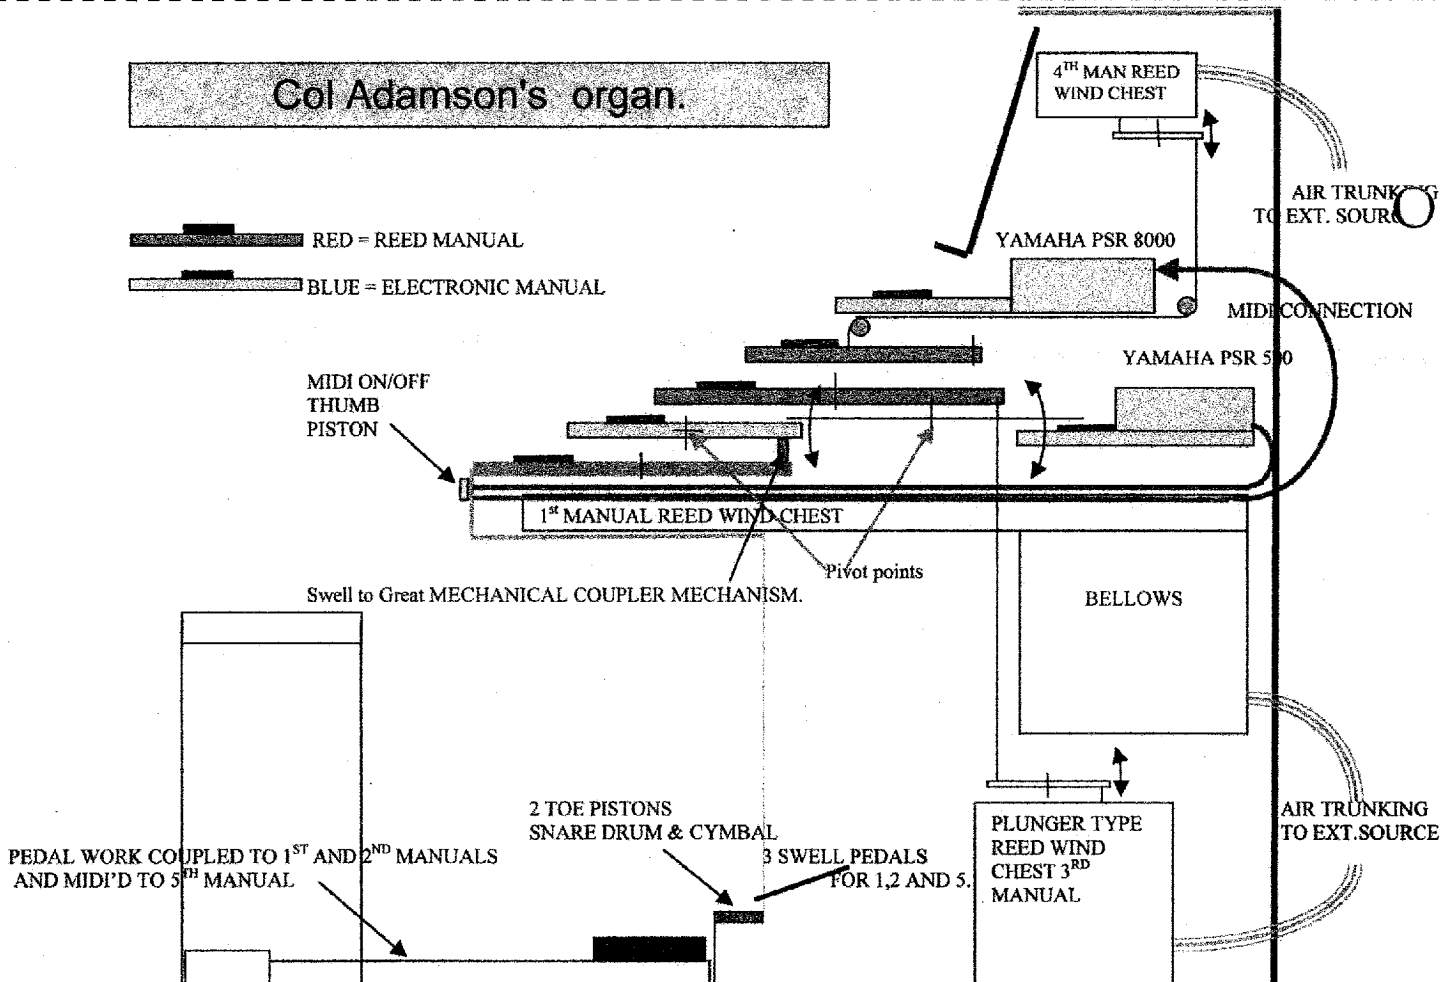 Col Adamson's organ.
4TH MAN REED
WIND CHEST
AIR TRUNKING
TO EXT. SOURC
RED = REED MANUAL
YAMAHA PSR 8000
BLUE = ELECTRONIC MANUAL
MIDI CONNECTION
YAMAHA PSR 500
MIDI ON/OFF
THUMB
PISTON
1st MANUAL REED WIND CHEST
Pivot points
Swell to Great MECHANICAL COUPLER MECHANISM.
BELLOWS
2 TOE PISTONS
SNARE DRUM & CYMBAL
PEDAL WORK COUPLED TO 1ST AND 2ND MANUALS
AND MIDI'D TO 5TH MANUAL
3 SWELL PEDALS
FOR 1,2 AND 5.
PLUNGER TYPE
REED WIND
CHEST 3RD
MANUAL
AIR TRUNKING
TO EXT.SOURCE